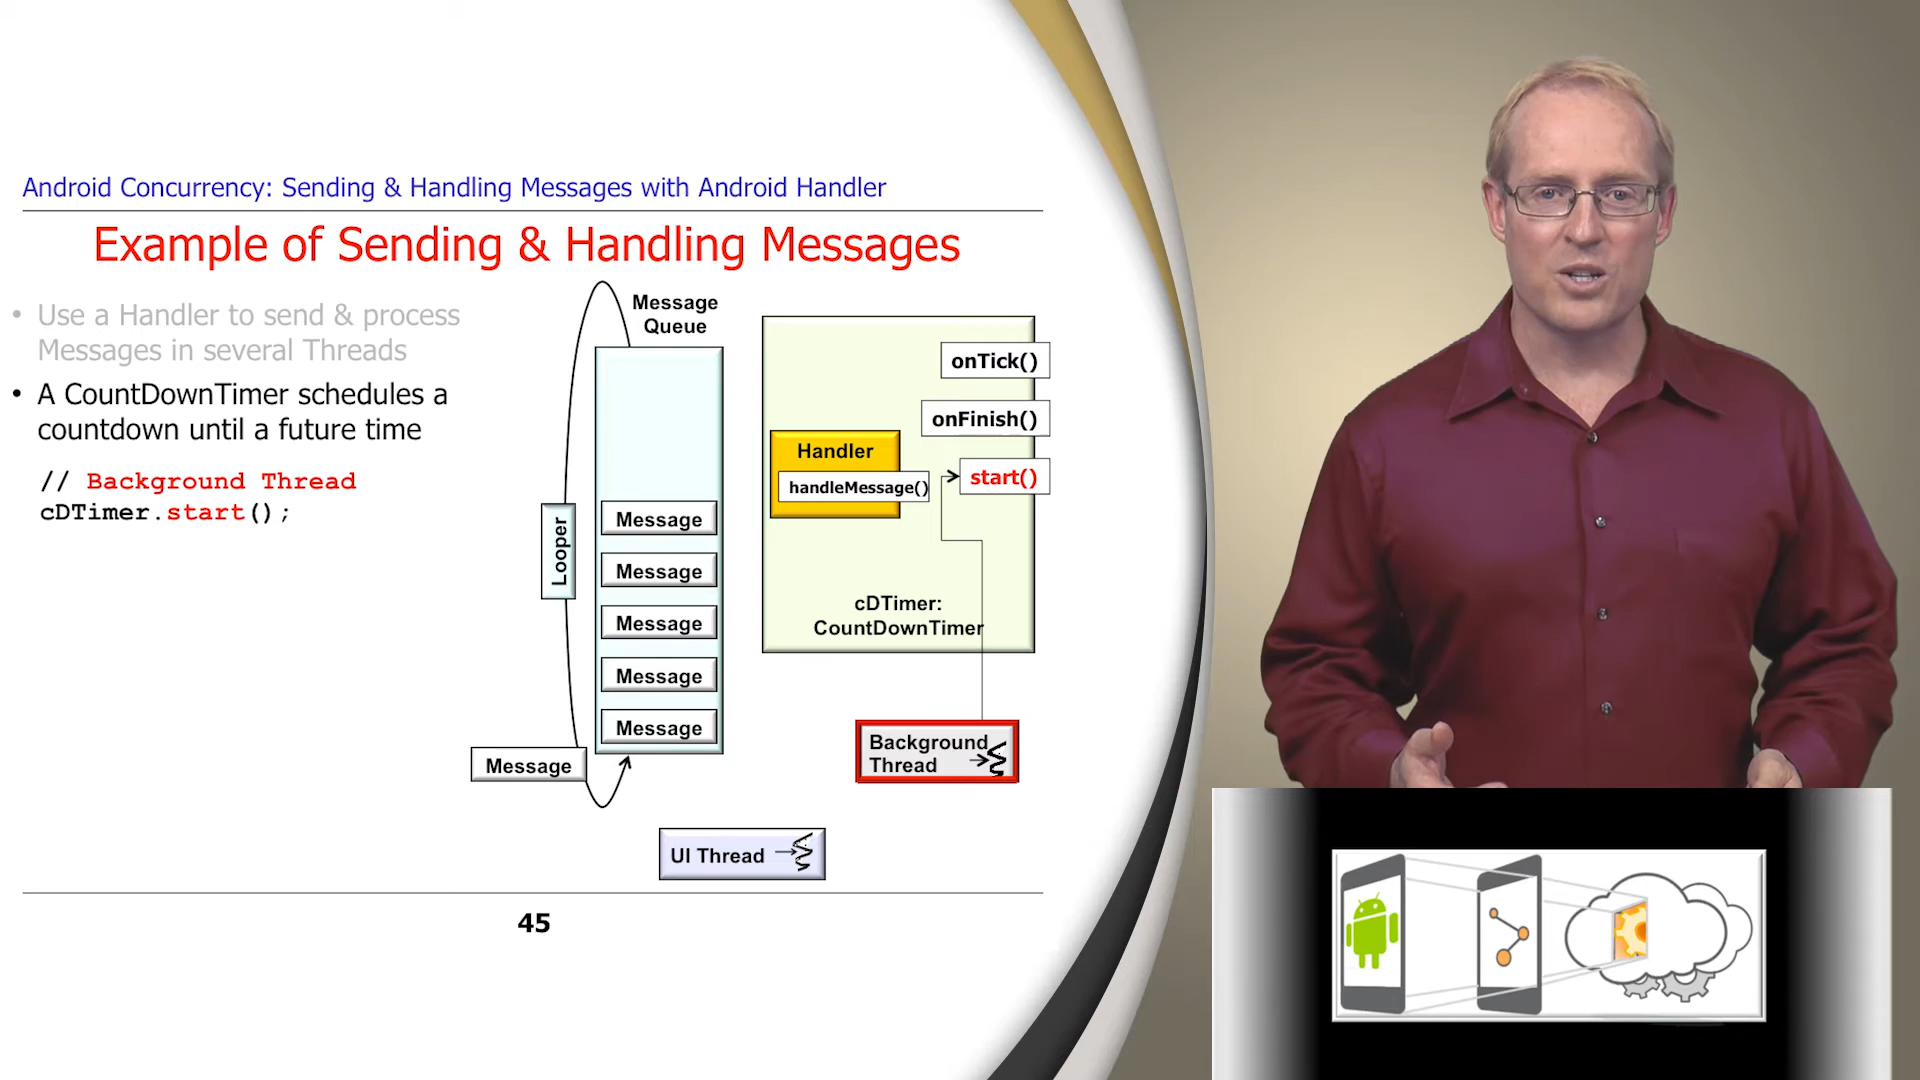 Android Concurrency: Sending & Handling Messages with Android Handler
Example of Sending & Handling Messages
• Use a Handler to send & process
Messages in several Threads
• A CountDownTimer schedules a
countdown until a future time
// Background Thread
cDTimer.start();
Message
Queue
Looper
Message
Message
Message
Message
Message
Message
onTick()
onFinish()
Handler
handleMessage()
start()
cDTimer:
CountDownTimer
Background
Thread
UI Thread
45